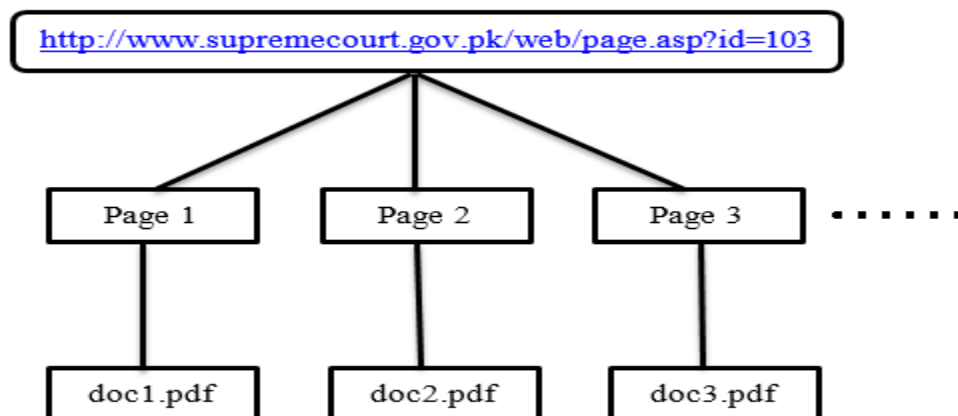 http://www.supremecourt.gov.pk/web/page.asp?id=103
Page 1
Page 2
Page 3
doc1.pdf
doc2.pdf
doc3.pdf